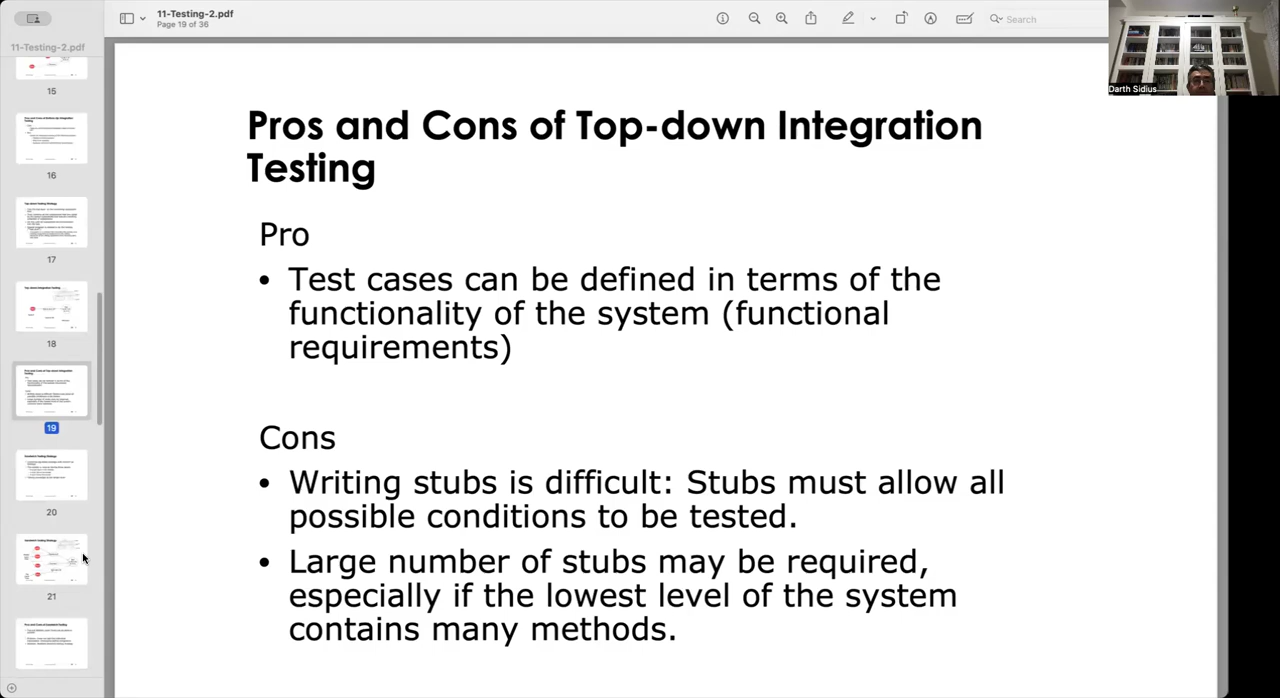 11-Testing-2.pdf
Page 19 of 36
Search
11-Testing-2.pdf
15
16
17
18
19
20
21
Darth Sidius
Pros and Cons of Top-down Integration
Testing
Pro
• Test cases can be defined in terms of the
functionality of the system (functional
requirements)
Cons
• Writing stubs is difficult: Stubs must allow all
possible conditions to be tested.
• Large number of stubs may be required,
especially if the lowest level of the system
contains many methods.